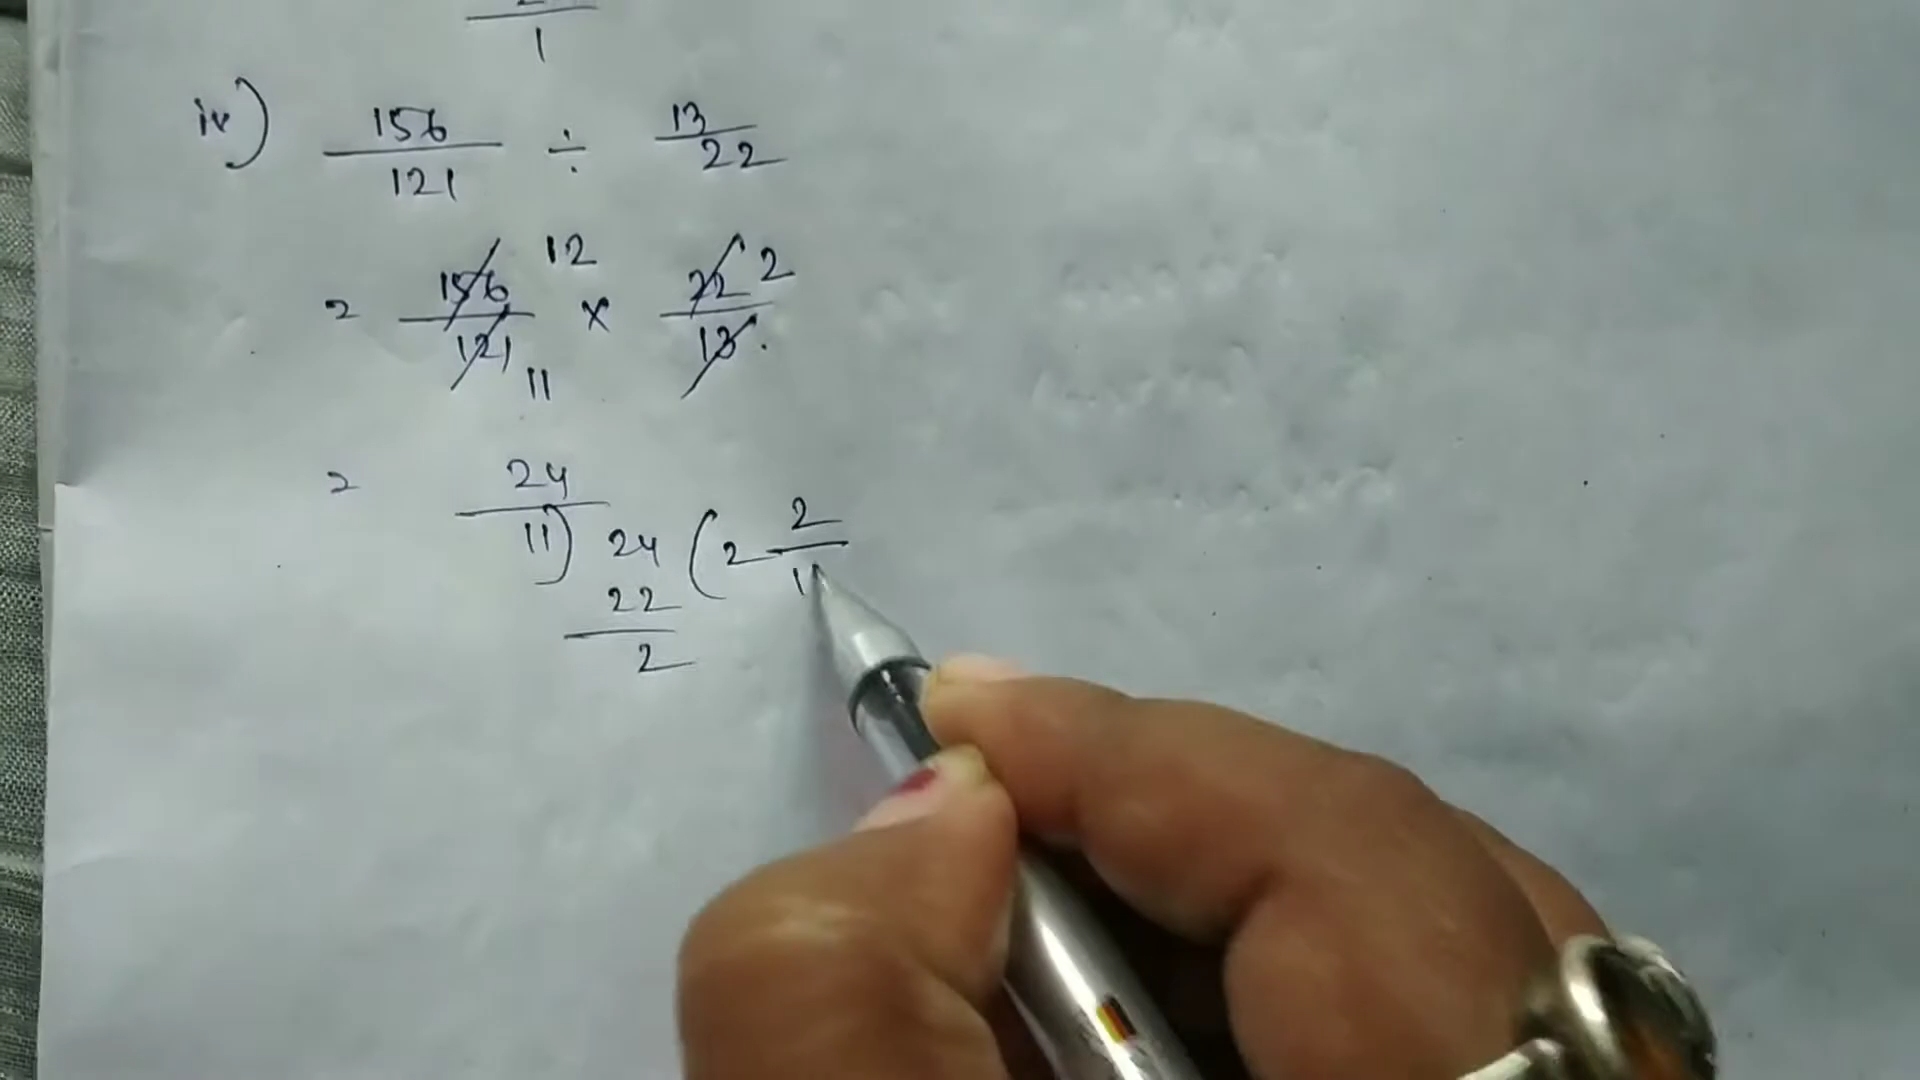 1
iv) 156/121 ÷ 13/22
= 156/121 × 22/13 12 2 11
= 24/11
11) 24 ( 2 2/11
22
2